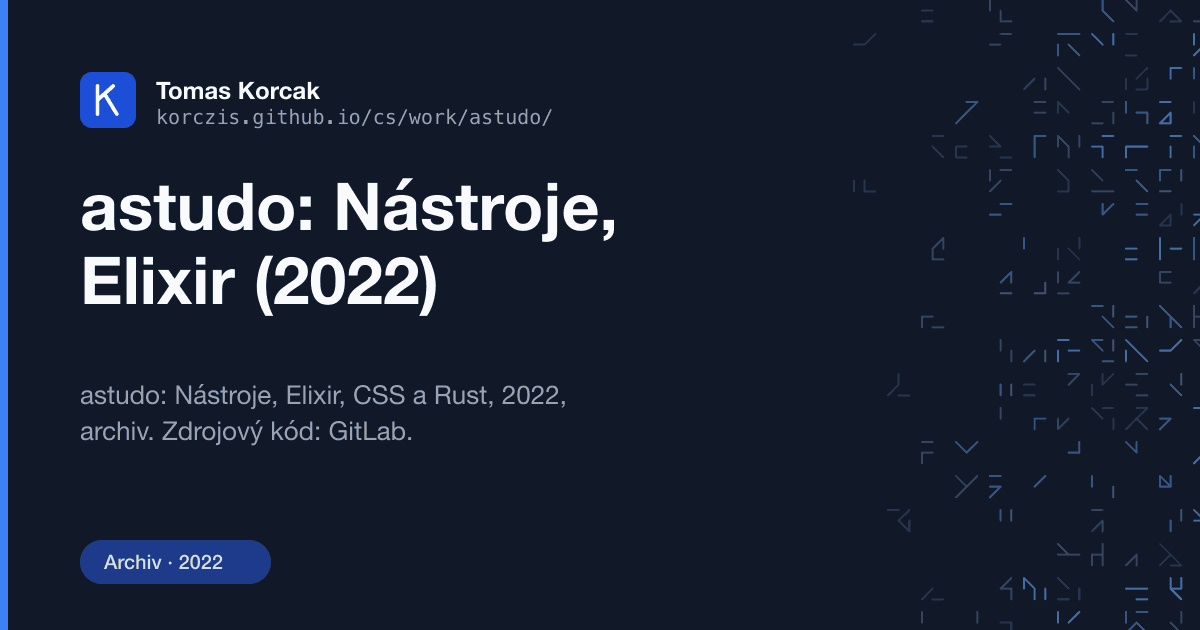 K
Tomas Korcak
korczis.github.io/cs/work/astudo/
astudo: Nástroje,
Elixir (2022)
astudo: Nástroje, Elixir, CSS a Rust, 2022,
archiv. Zdrojový kód: GitLab.
Archiv · 2022